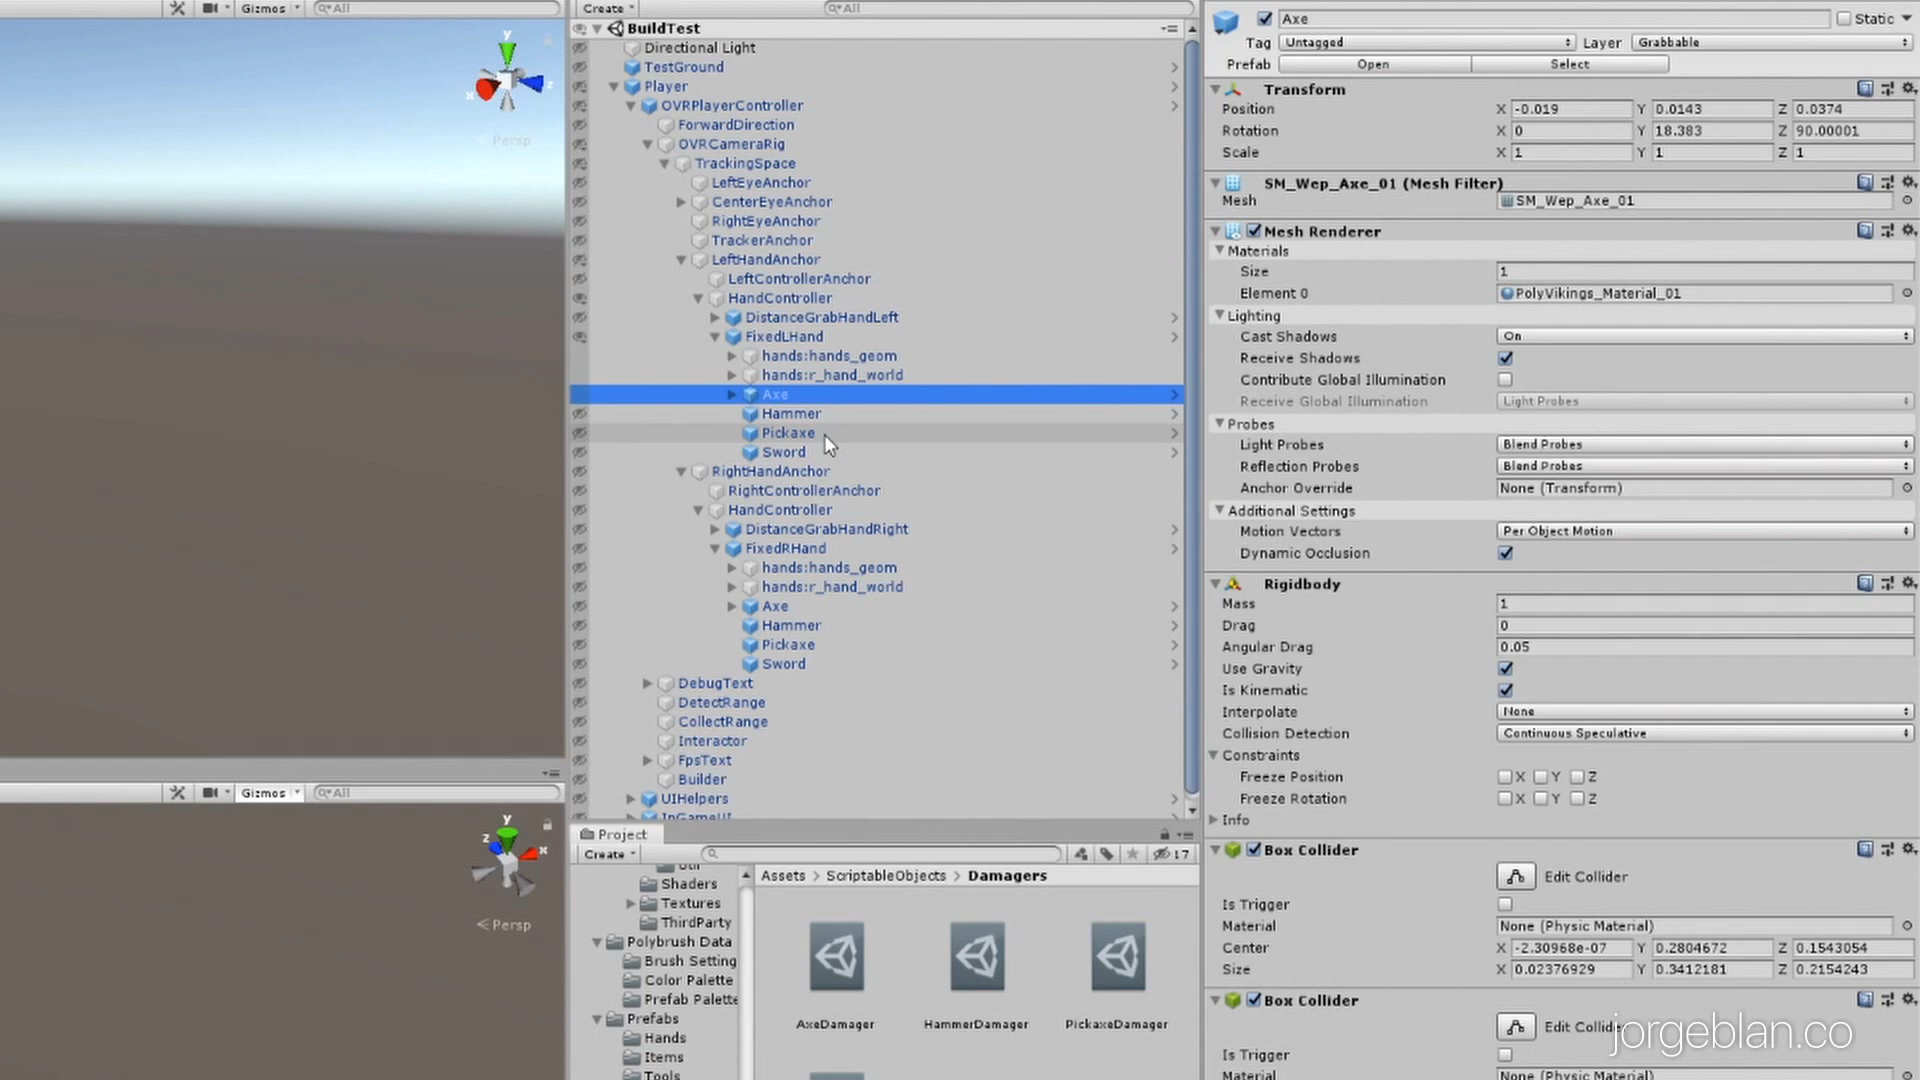 Gizmos
All
y
x
z
Persp
Gizmos
All
y
z
x
Persp
Create
All
BuildTest
Directional Light
TestGround
Player
OVRPlayerController
ForwardDirection
OVRCameraRig
TrackingSpace
LeftEyeAnchor
CenterEyeAnchor
RightEyeAnchor
TrackerAnchor
LeftHandAnchor
LeftControllerAnchor
HandController
DistanceGrabHandLeft
FixedLHand
hands:hands_geom
hands:r_hand_world
Axe
Hammer
Pickaxe
Sword
RightHandAnchor
RightControllerAnchor
HandController
DistanceGrabHandRight
FixedRHand
hands:hands_geom
hands:r_hand_world
Axe
Hammer
Pickaxe
Sword
DebugText
DetectRange
CollectRange
Interactor
FpsText
Builder
UIHelpers
InGameUI
Project
Create
17
Util
Shaders
Textures
ThirdParty
Polybrush Data
Brush Setting
Color Palette
Prefab Palette
Prefabs
Hands
Items
Tools
Assets > ScriptableObjects > Damagers
AxeDamager HammerDamager PickaxeDamager
Axe Static
Tag Untagged Layer Grabbable
Prefab Open Select
Transform
Position X -0.019 Y 0.0143 Z 0.0374
Rotation X 0 Y 18.383 Z 90.00001
Scale X 1 Y 1 Z 1
SM_Wep_Axe_01 (Mesh Filter)
Mesh SM_Wep_Axe_01
Mesh Renderer
Materials
Size 1
Element 0 PolyVikings_Material_01
Lighting
Cast Shadows On
Receive Shadows
Contribute Global Illumination
Receive Global Illumination Light Probes
Probes
Light Probes Blend Probes
Reflection Probes Blend Probes
Anchor Override None (Transform)
Additional Settings
Motion Vectors Per Object Motion
Dynamic Occlusion
Rigidbody
Mass 1
Drag 0
Angular Drag 0.05
Use Gravity
Is Kinematic
Interpolate None
Collision Detection Continuous Speculative
Constraints
Freeze Position X Y Z
Freeze Rotation X Y Z
Info
Box Collider
Edit Collider
Is Trigger
Material None (Physic Material)
Center X -2.30968e-07 Y 0.2804672 Z 0.1543054
Size X 0.02376929 Y 0.3412181 Z 0.2154243
Box Collider
Edit Collide
jorgeblan.co
Is Trigger
Material None (Physic Material)